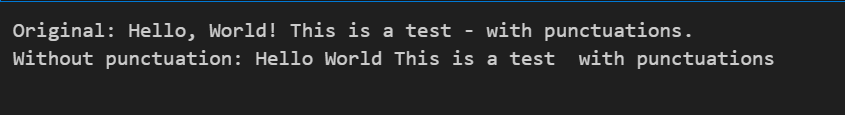 Original: Hello, World! This is a test - with punctuations.
Without punctuation: Hello World This is a test  with punctuations